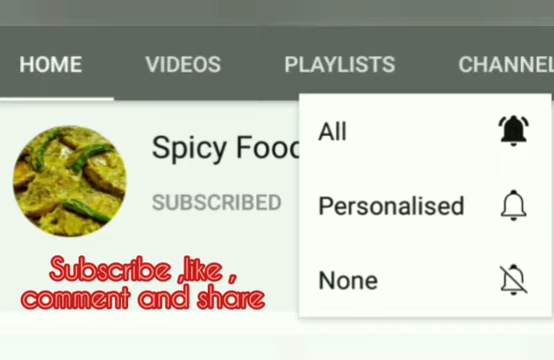 HOME VIDEOS PLAYLISTS CHANNEL
Spicy Food
SUBSCRIBED
All
Personalised
None
Subscribe ,like ,
comment and share